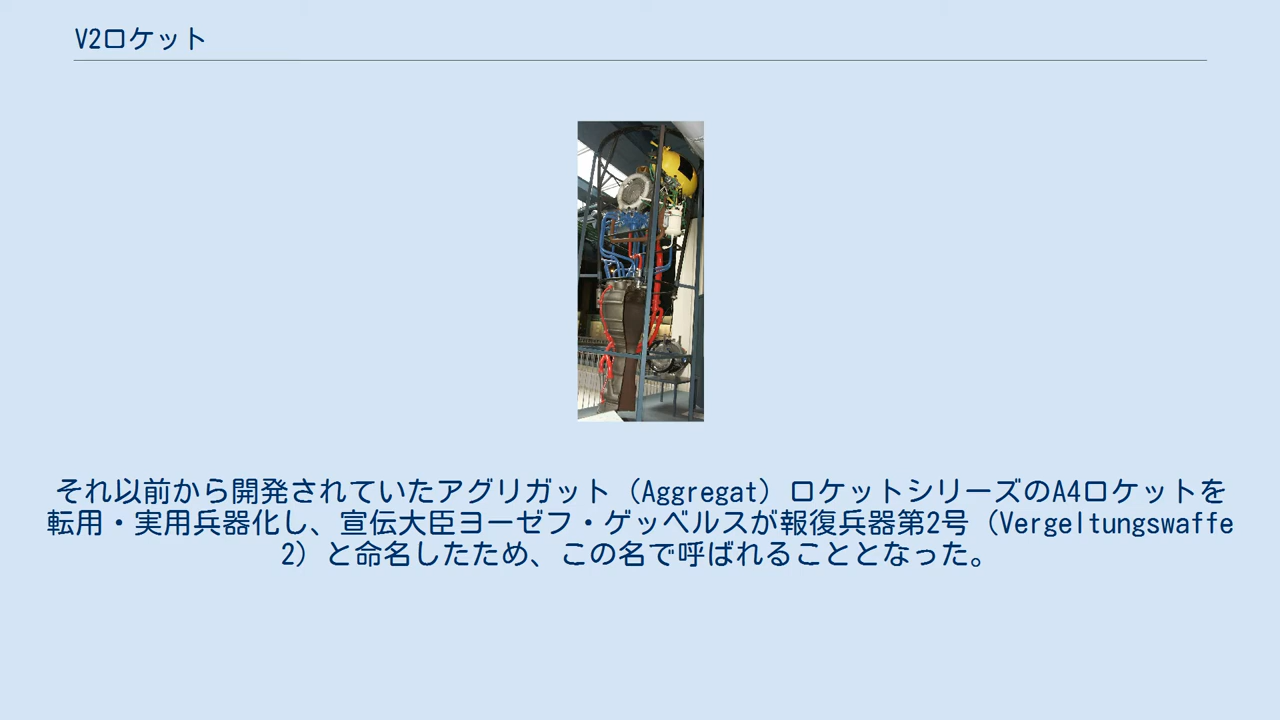 V2ロケット
それ以前から開発されていたアグリガット（Aggregat）ロケットシリーズのA4ロケットを
転用・実用兵器化し、宣伝大臣ヨーゼフ・ゲッベルスが報復兵器第2号（Vergeltungswaffe
2）と命名したため、この名で呼ばれることとなった。